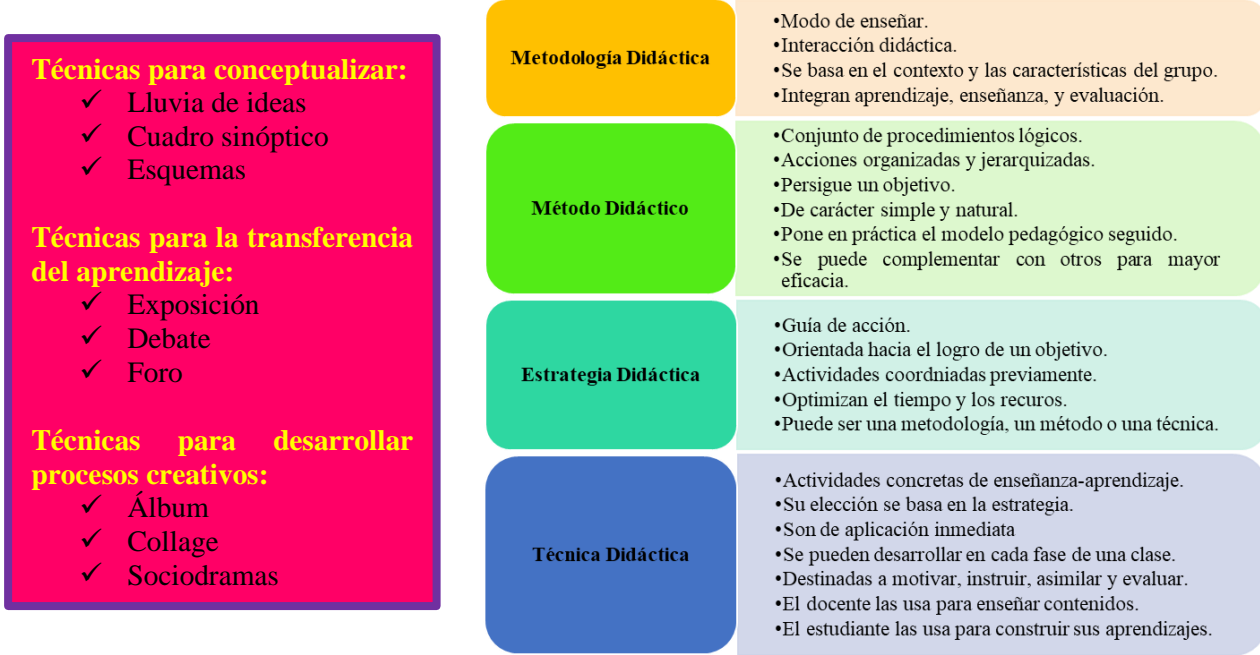 Técnicas para conceptualizar:
✓ Lluvia de ideas
✓ Cuadro sinóptico
✓ Esquemas
Técnicas para la transferencia
del aprendizaje:
✓ Exposición
✓ Debate
✓ Foro
Técnicas para desarrollar
procesos creativos:
✓ Álbum
✓ Collage
✓ Sociodramas
Metodología Didáctica
•Modo de enseñar.
•Interacción didáctica.
•Se basa en el contexto y las características del grupo.
•Integran aprendizaje, enseñanza, y evaluación.
Método Didáctico
•Conjunto de procedimientos lógicos.
•Acciones organizadas y jerarquizadas.
•Persigue un objetivo.
•De carácter simple y natural.
•Pone en práctica el modelo pedagógico seguido.
•Se puede complementar con otros para mayor
eficacia.
Estrategia Didáctica
•Guía de acción.
•Orientada hacia el logro de un objetivo.
•Actividades coordniadas previamente.
•Optimizan el tiempo y los recuros.
•Puede ser una metodología, un método o una técnica.
Técnica Didáctica
•Actividades concretas de enseñanza-aprendizaje.
•Su elección se basa en la estrategia.
•Son de aplicación inmediata
•Se pueden desarrollar en cada fase de una clase.
•Destinadas a motivar, instruir, asimilar y evaluar.
•El docente las usa para enseñar contenidos.
•El estudiante las usa para construir sus aprendizajes.